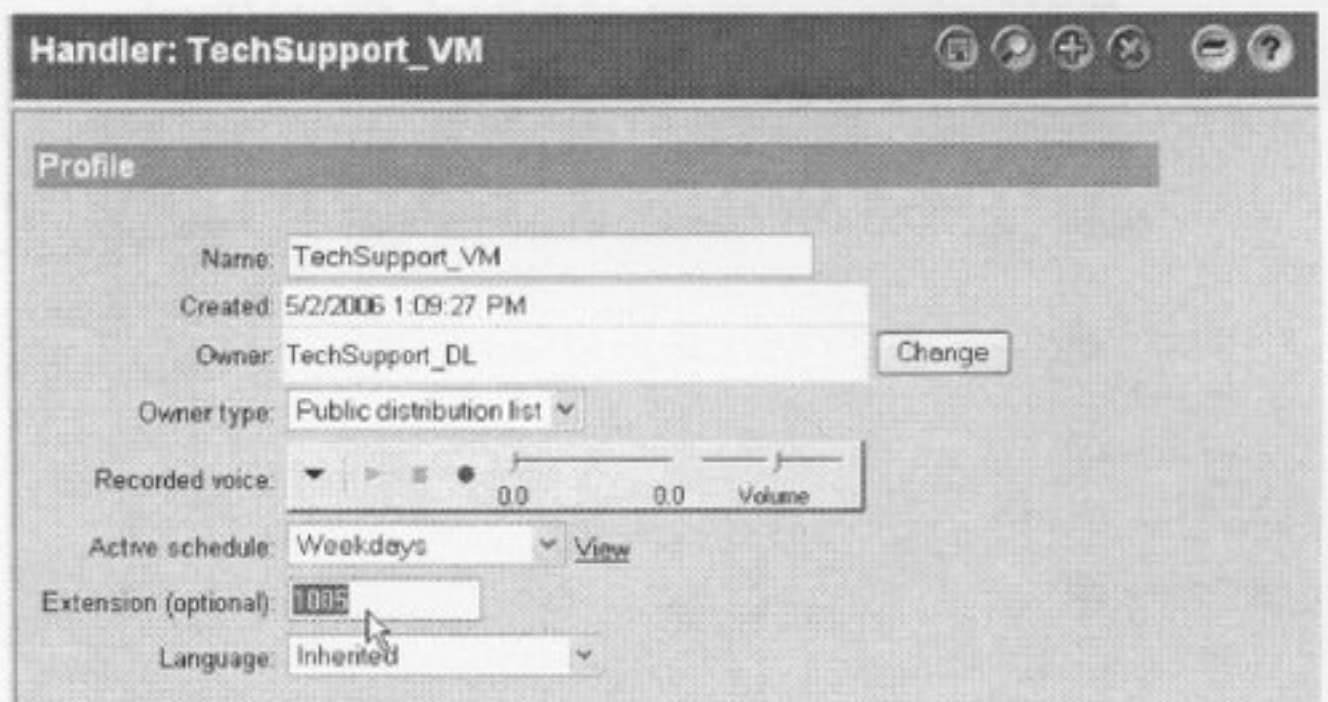 Handler: TechSupport_VM
?
Profile
Name: TechSupport_VM
Created: 5/2/2006 1:09:27 PM
Owner: TechSupport_DL Change
Owner type: Public distribution list
Recorded voice:
0.0 0.0 Volume
Active schedule: Weekdays View
Extension (optional): 1005
Language: Inherited